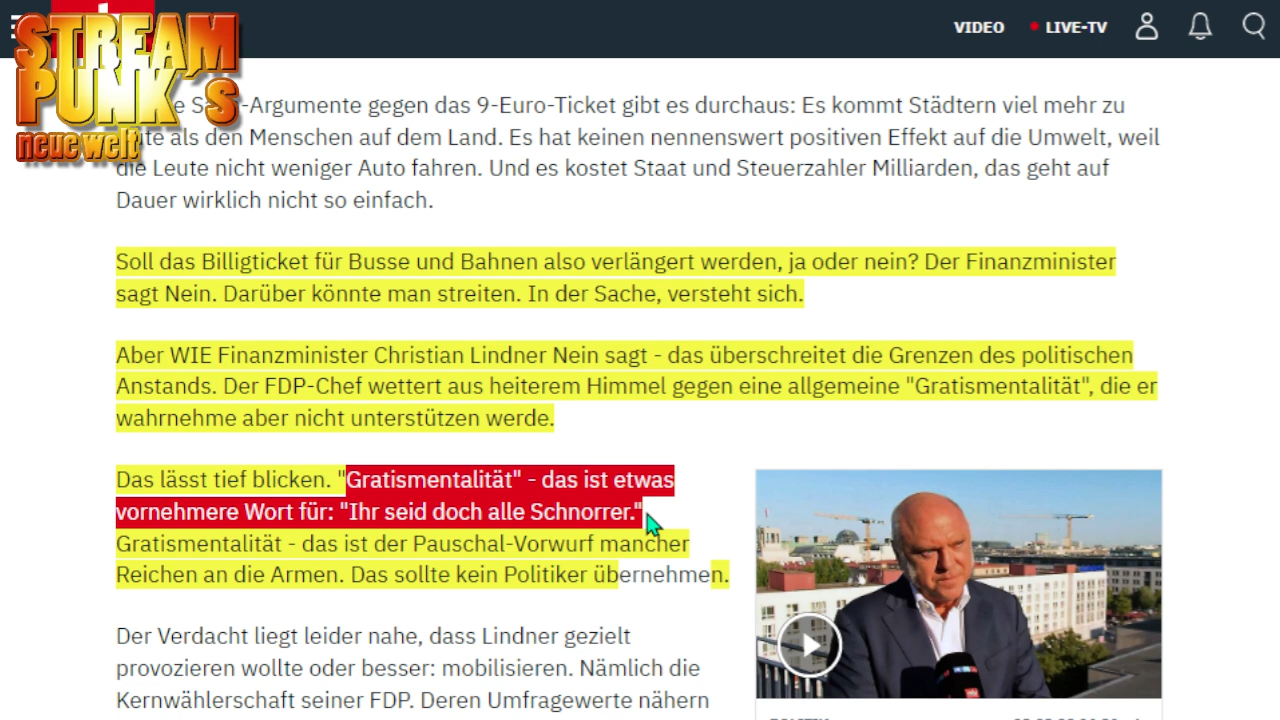 STREAM
PUNK´S
neue welt
VIDEO
LIVE-TV
-Argumente gegen das 9-Euro-Ticket gibt es durchaus: Es kommt Städtern viel mehr zu
als den Menschen auf dem Land. Es hat keinen nennenswert positiven Effekt auf die Umwelt, weil
die Leute nicht weniger Auto fahren. Und es kostet Staat und Steuerzahler Milliarden, das geht auf
Dauer wirklich nicht so einfach.
Soll das Billigticket für Busse und Bahnen also verlängert werden, ja oder nein? Der Finanzminister
sagt Nein. Darüber könnte man streiten. In der Sache, versteht sich.
Aber WIE Finanzminister Christian Lindner Nein sagt - das überschreitet die Grenzen des politischen
Anstands. Der FDP-Chef wettert aus heiterem Himmel gegen eine allgemeine "Gratismentalität", die er
wahrnehme aber nicht unterstützen werde.
Das lässt tief blicken. "Gratismentalität" - das ist etwas
vornehmere Wort für: "Ihr seid doch alle Schnorrer."
Gratismentalität - das ist der Pauschal-Vorwurf mancher
Reichen an die Armen. Das sollte kein Politiker übernehmen.
Der Verdacht liegt leider nahe, dass Lindner gezielt
provozieren wollte oder besser: mobilisieren. Nämlich die
Kernwählerschaft seiner FDP. Deren Umfragewerte nähern